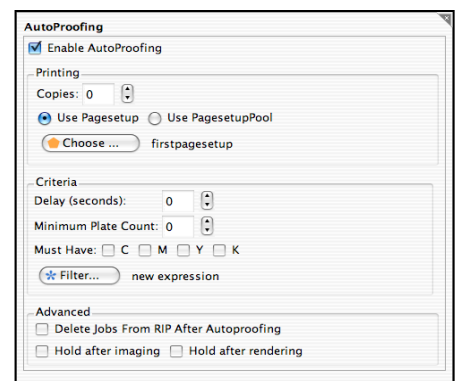 AutoProofing
Enable AutoProofing
Printing
Copies: 0
Use Pagesetup Use PagesetupPool
Choose ... firstpagesetup
Criteria
Delay (seconds): 0
Minimum Plate Count: 0
Must Have: C M Y K
Filter... new expression
Advanced
Delete Jobs From RIP After Autoproofing
Hold after imaging Hold after rendering